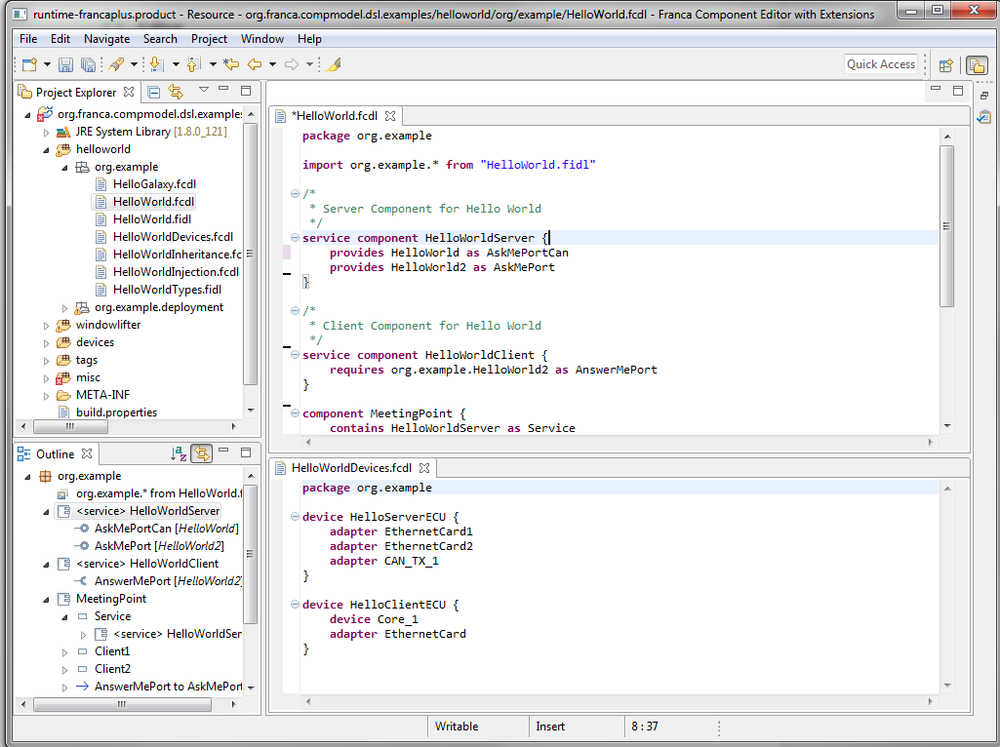 runtime-francaplus.product - Resource - org.franca.compmodel.dsl.examples/helloworld/org/example/HelloWorld.fcdl - Franca Component Editor with Extensions
File Edit Navigate Search Project Window Help
Quick Access
Project Explorer
org.franca.compmodel.dsl.examples
JRE System Library [1.8.0_121]
helloworld
org.example
HelloGalaxy.fcdl
HelloWorld.fcdl
HelloWorld.fidl
HelloWorldDevices.fcdl
HelloWorldInheritance.fc
HelloWorldInjection.fcdl
HelloWorldTypes.fidl
org.example.deployment
windowlifter
devices
tags
misc
META-INF
build.properties
Outline
org.example
org.example.* from HelloWorld.f
<service> HelloWorldServer
AskMePortCan [HelloWorld]
AskMePort [HelloWorld2]
<service> HelloWorldClient
AnswerMePort [HelloWorld2]
MeetingPoint
Service
<service> HelloWorldSer
Client1
Client2
AnswerMePort to AskMePort
*HelloWorld.fcdl
package org.example
import org.example.* from "HelloWorld.fidl"
/*
* Server Component for Hello World
*/
service component HelloWorldServer {
provides HelloWorld as AskMePortCan
provides HelloWorld2 as AskMePort
}
/*
* Client Component for Hello World
*/
service component HelloWorldClient {
requires org.example.HelloWorld2 as AnswerMePort
}
component MeetingPoint {
contains HelloWorldServer as Service
HelloWorldDevices.fcdl
package org.example
device HelloServerECU {
adapter EthernetCard1
adapter EthernetCard2
adapter CAN_TX_1
}
device HelloClientECU {
device Core_1
adapter EthernetCard
}
Writable Insert 8 : 37